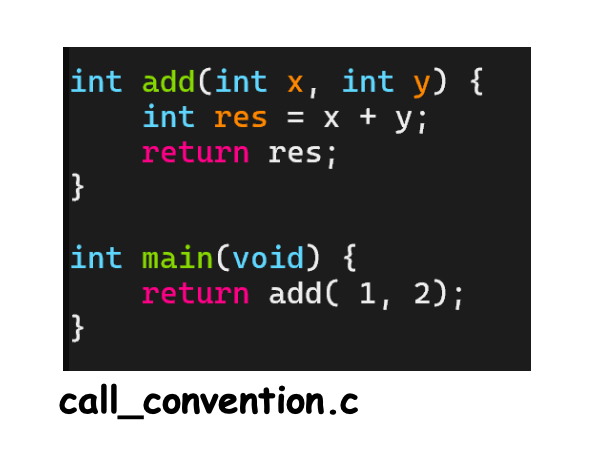 int add(int x, int y) {
    int res = x + y;
    return res;
}

int main(void) {
    return add( 1, 2);
}
call_convention.c